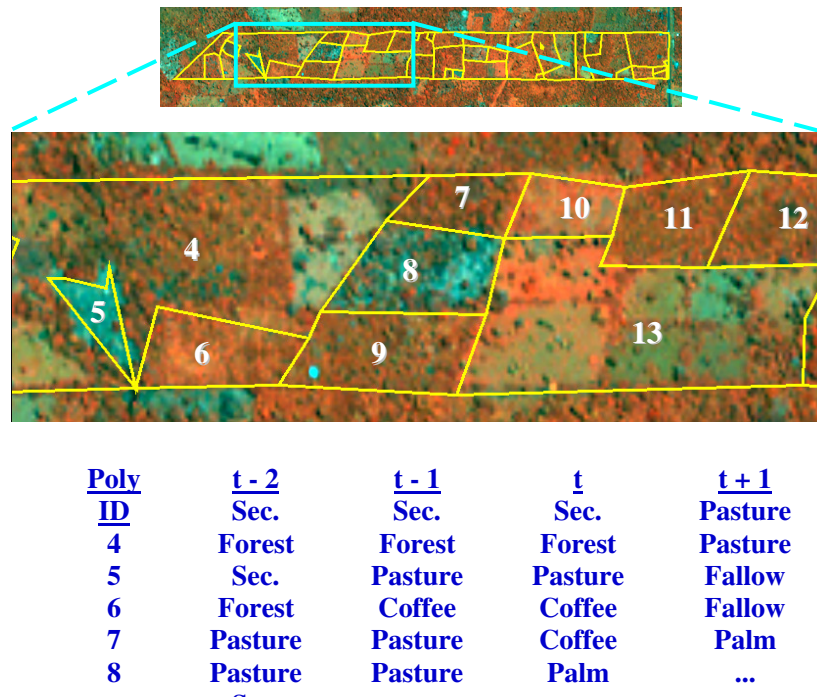 7
10
11
12
4
8
5
13
6
9
Poly t - 2 t - 1 t t + 1
ID Sec. Sec. Sec. Pasture
4 Forest Forest Forest Pasture
5 Sec. Pasture Pasture Fallow
6 Forest Coffee Coffee Fallow
7 Pasture Pasture Coffee Palm
8 Pasture Pasture Palm ...